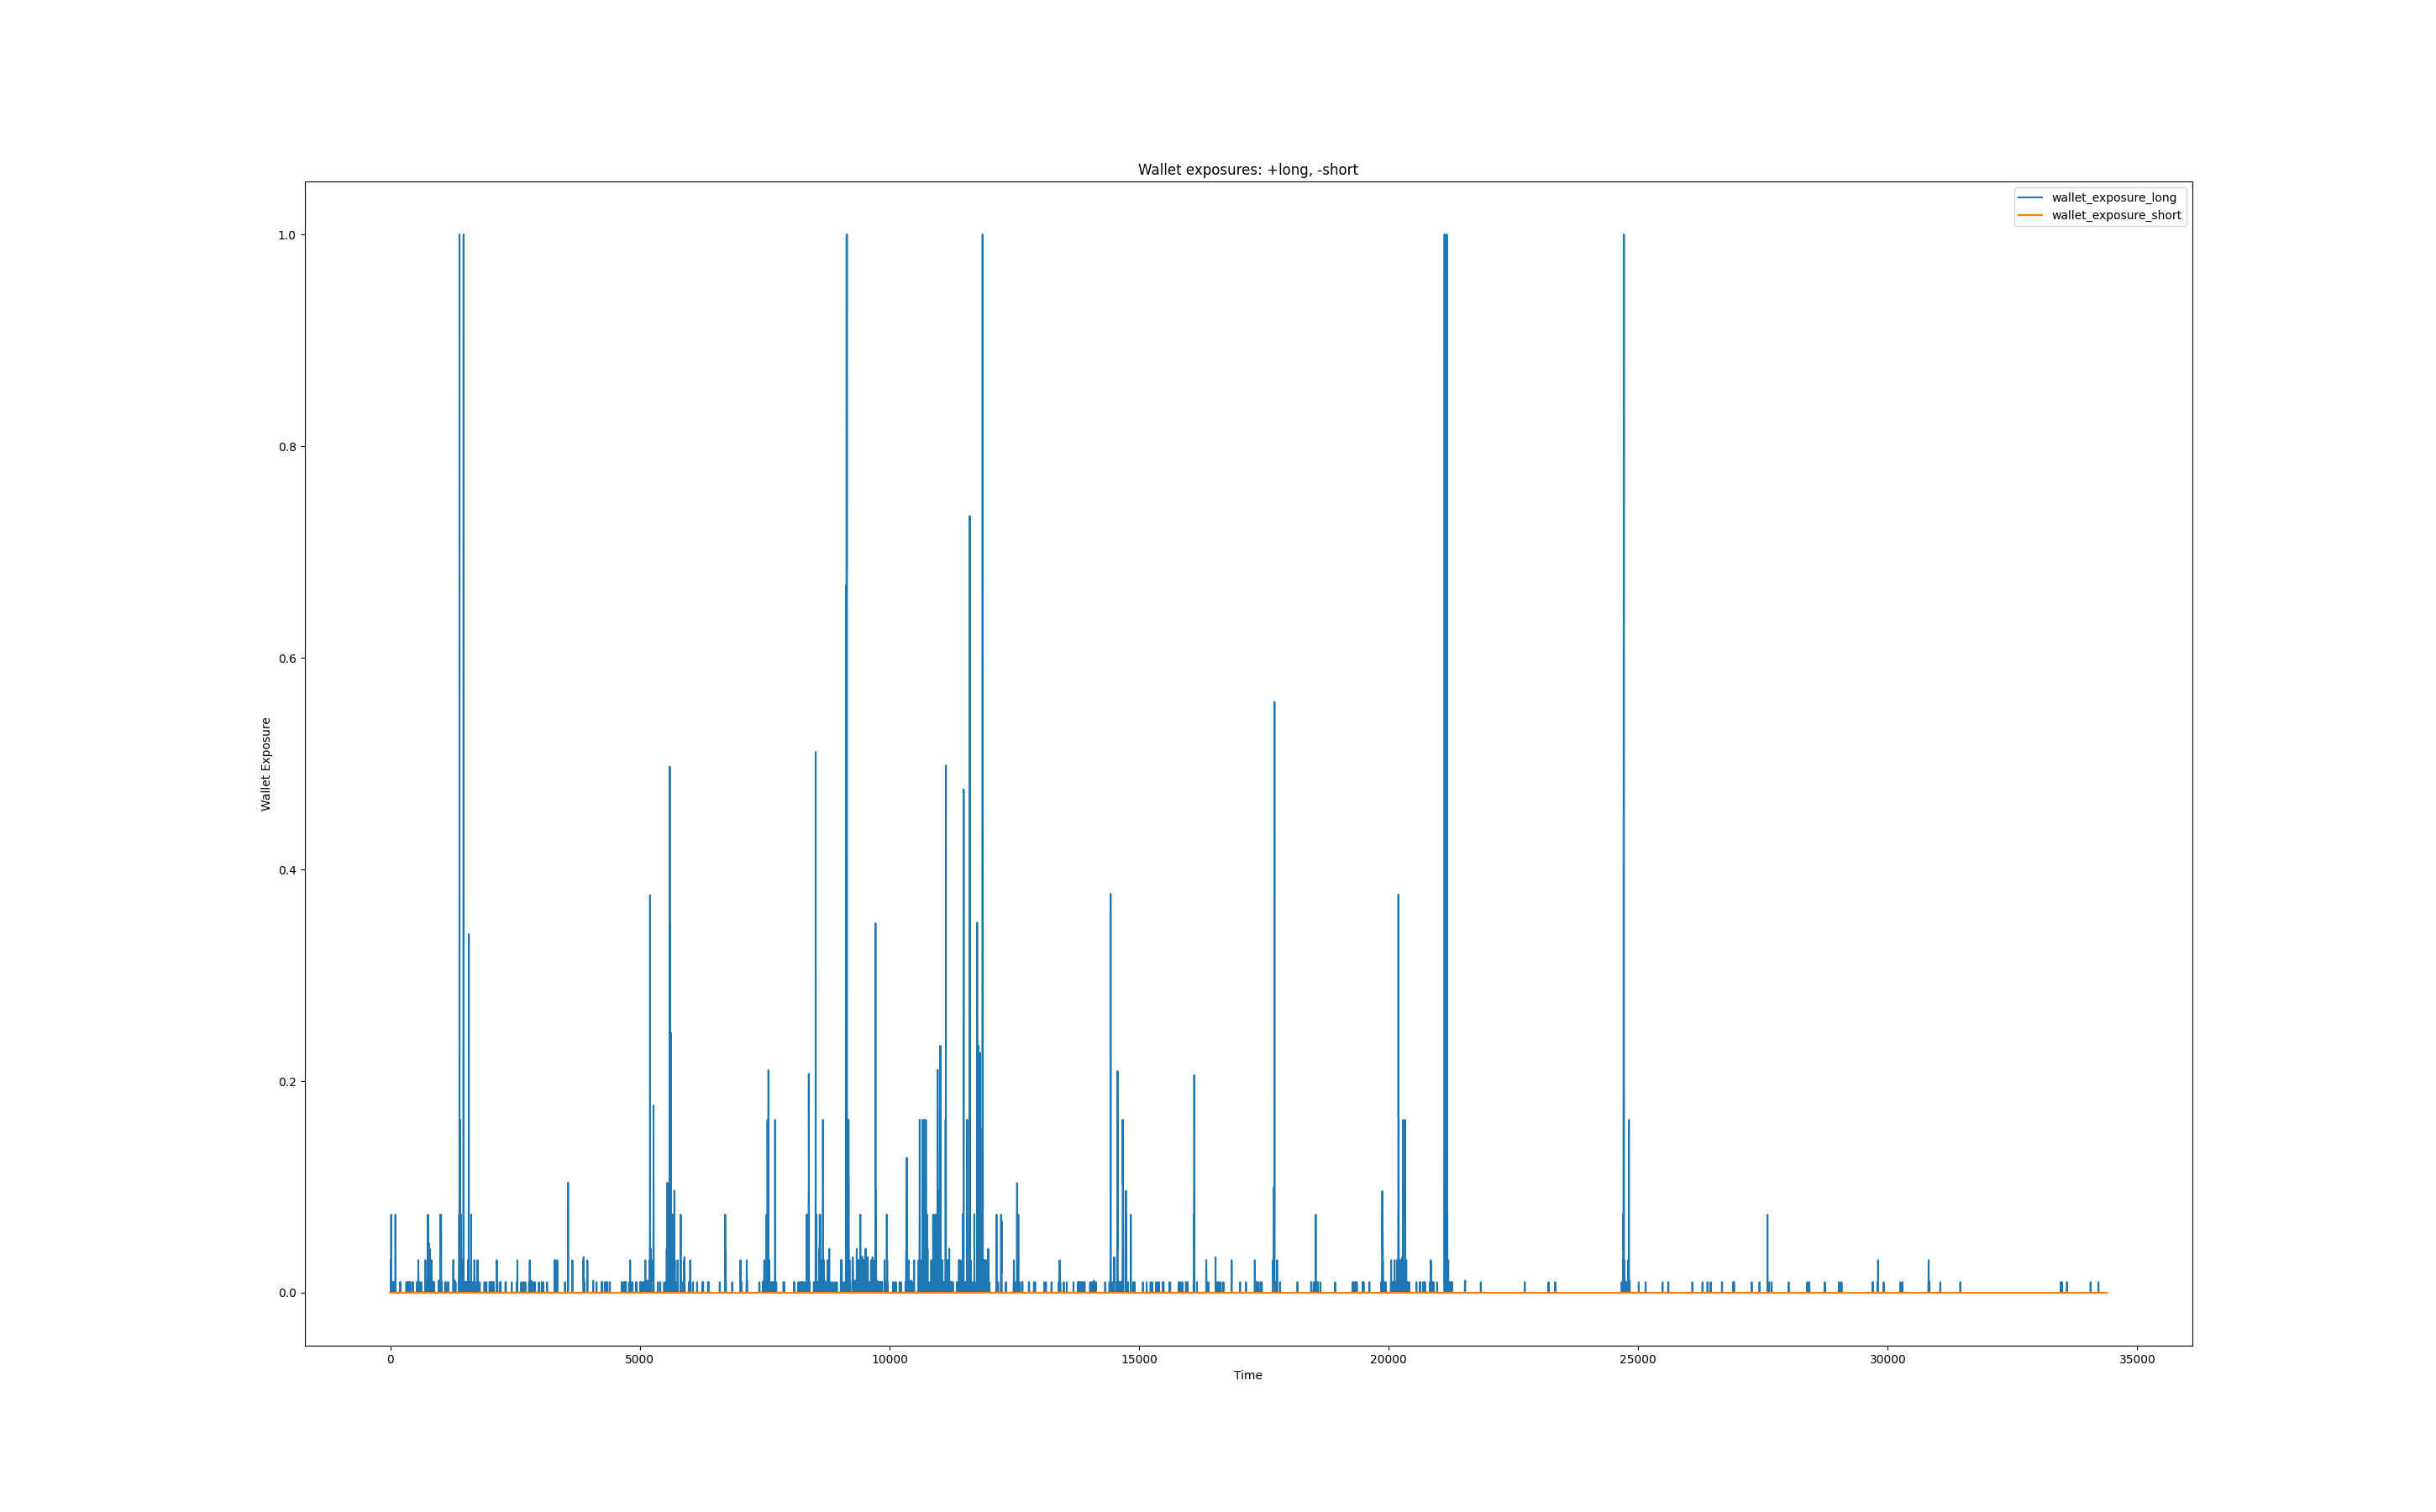 Wallet exposures: +long, -short
wallet_exposure_long
wallet_exposure_short
1.0
0.8
0.6
0.4
0.2
0.0
Wallet Exposure
0 5000 10000 15000 20000 25000 30000 35000
Time